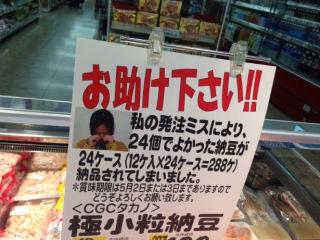 お助け下さい!!
私の発注ミスにより、
24個でよかった納豆が
24ケース(12ケ入×24ケース=288ケ)
納品されてしまいました。
*賞味期限は5月2日または3日までありますので
どうぞよろしくお願い致します。
<CGCタカノ>
極小粒納豆